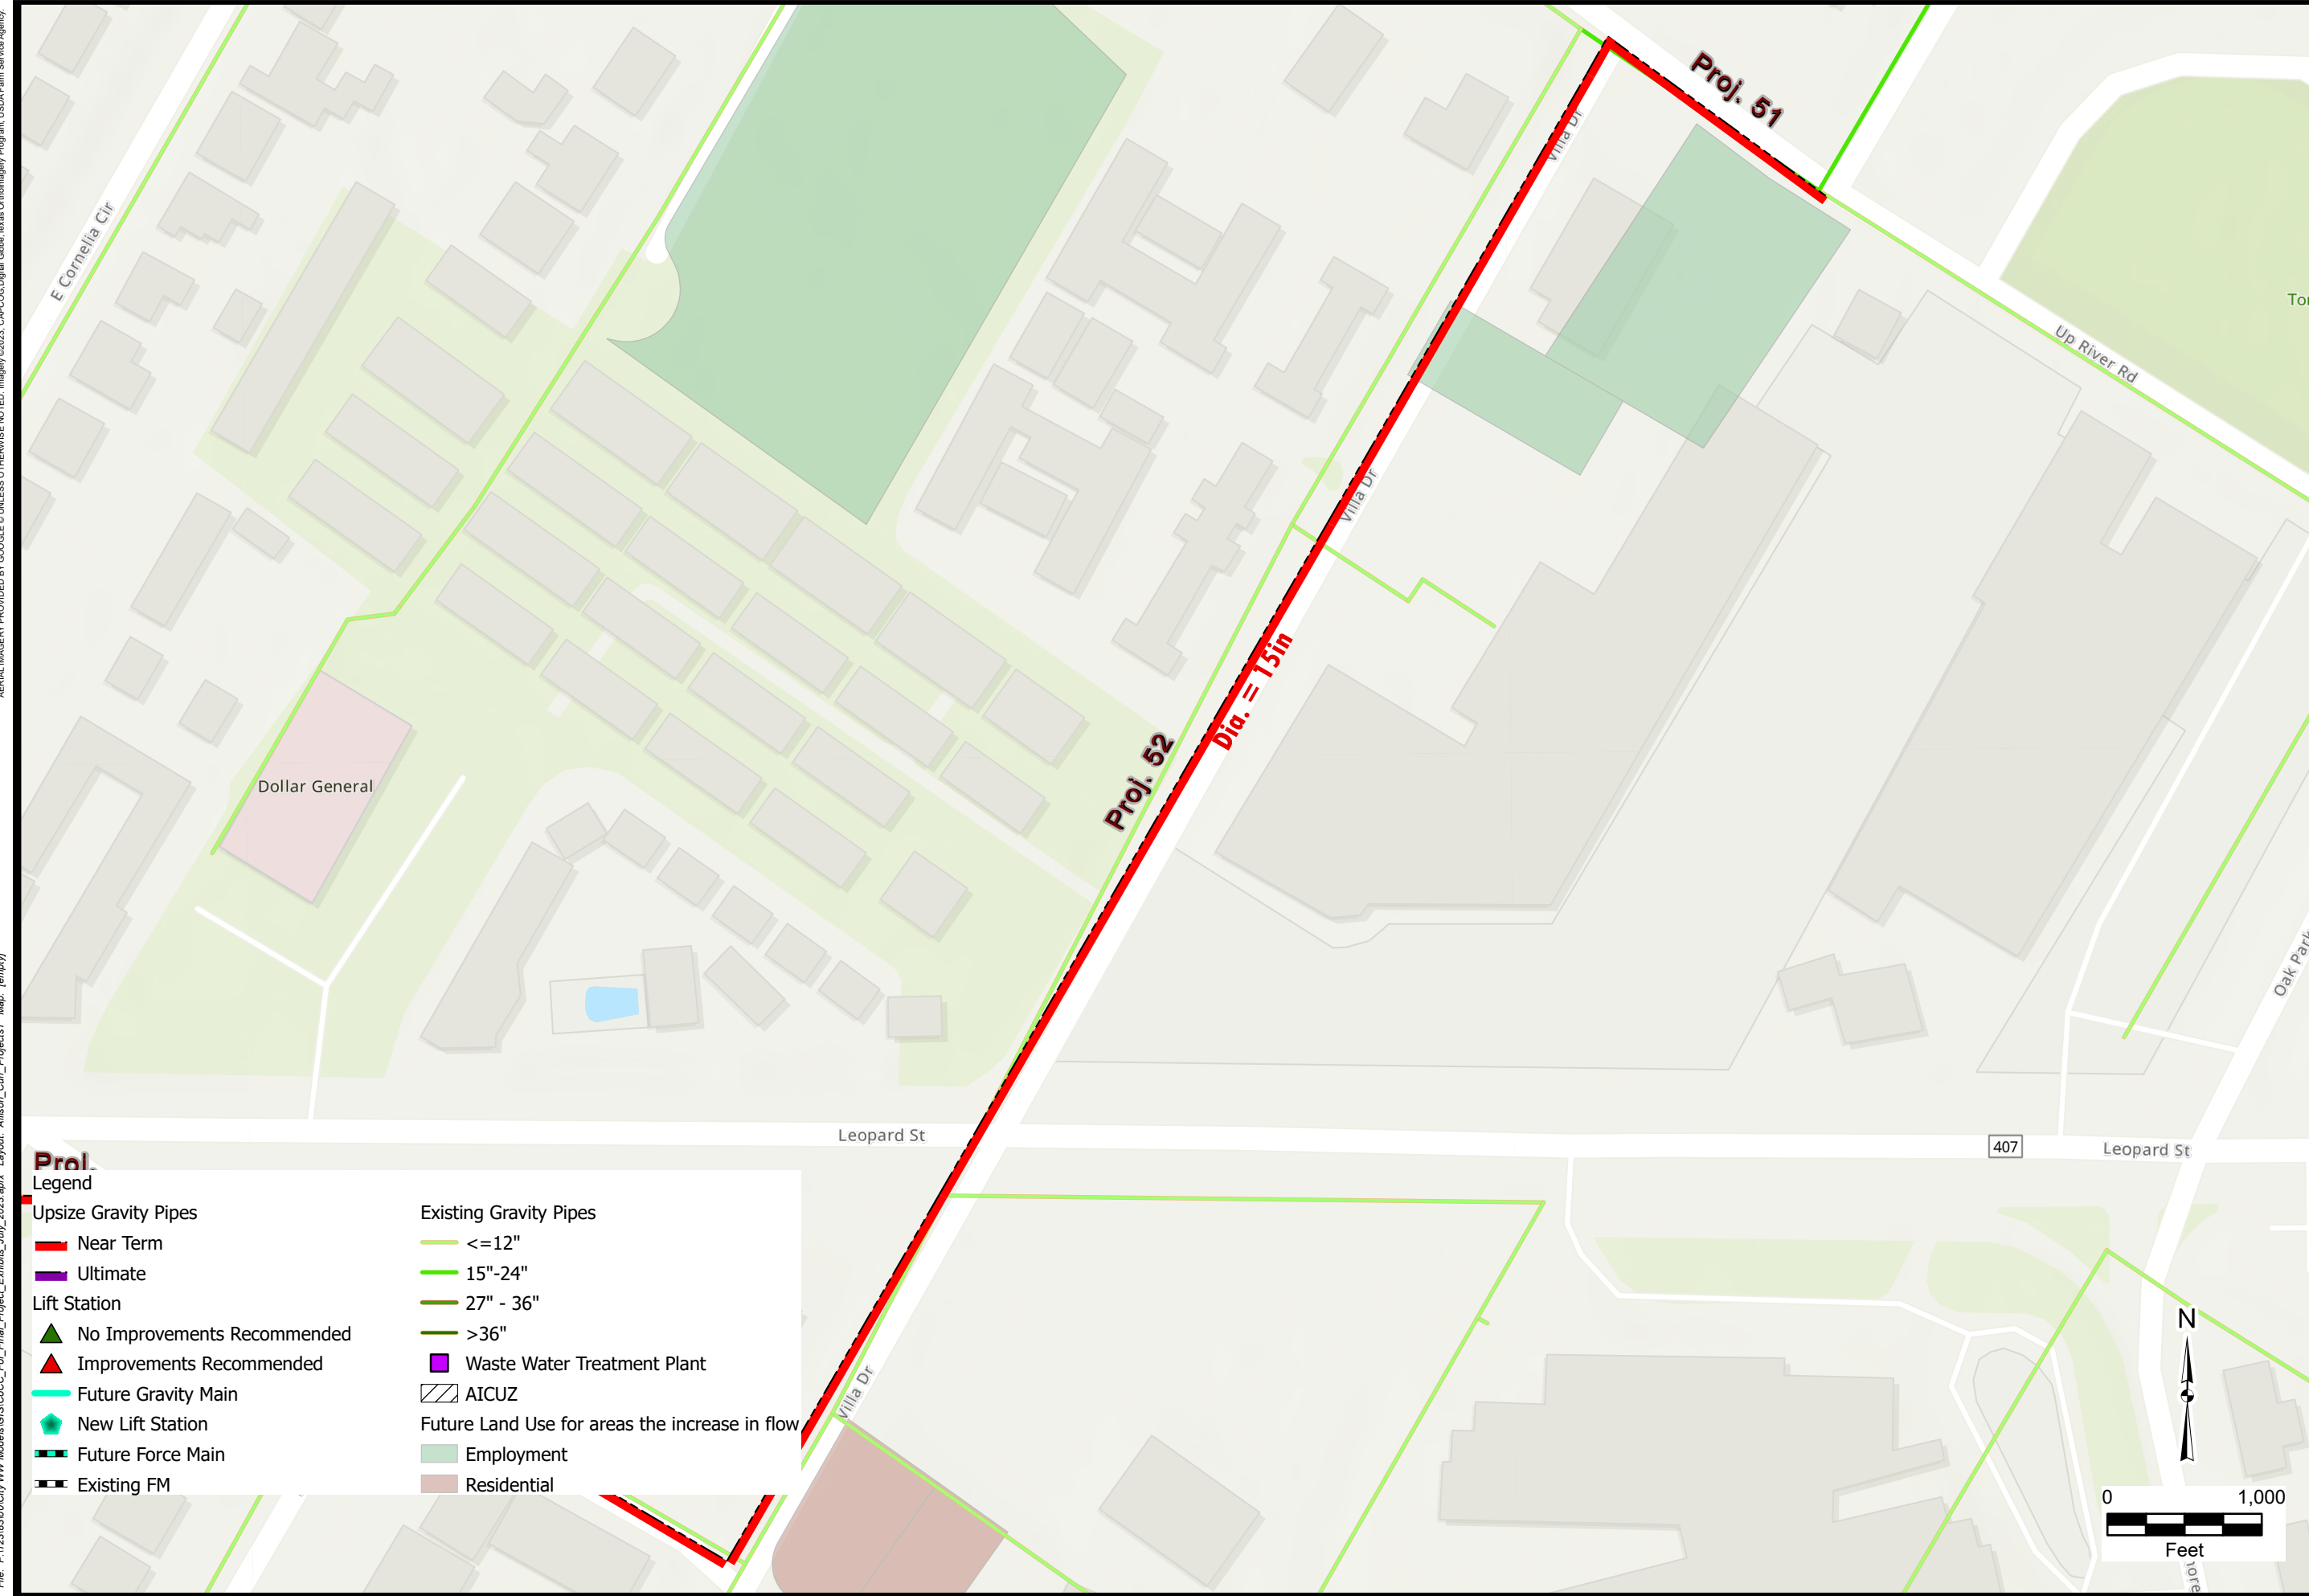 Proj. 51
Villa Dr
E Cornelia Cir
Up River Rd
Villa Dr
Dia. = 15in
Proj. 52
Dollar General
Oak Park
Leopard St
407
Leopard St
Proj.
Legend
Upsize Gravity Pipes
Near Term
Ultimate
Lift Station
No Improvements Recommended
Improvements Recommended
Future Gravity Main
New Lift Station
Future Force Main
Existing FM
Existing Gravity Pipes
<=12"
15"-24"
27" - 36"
>36"
Waste Water Treatment Plant
AICUZ
Future Land Use for areas the increase in flow
Employment
Residential
Villa Dr
N
0 1,000
Feet